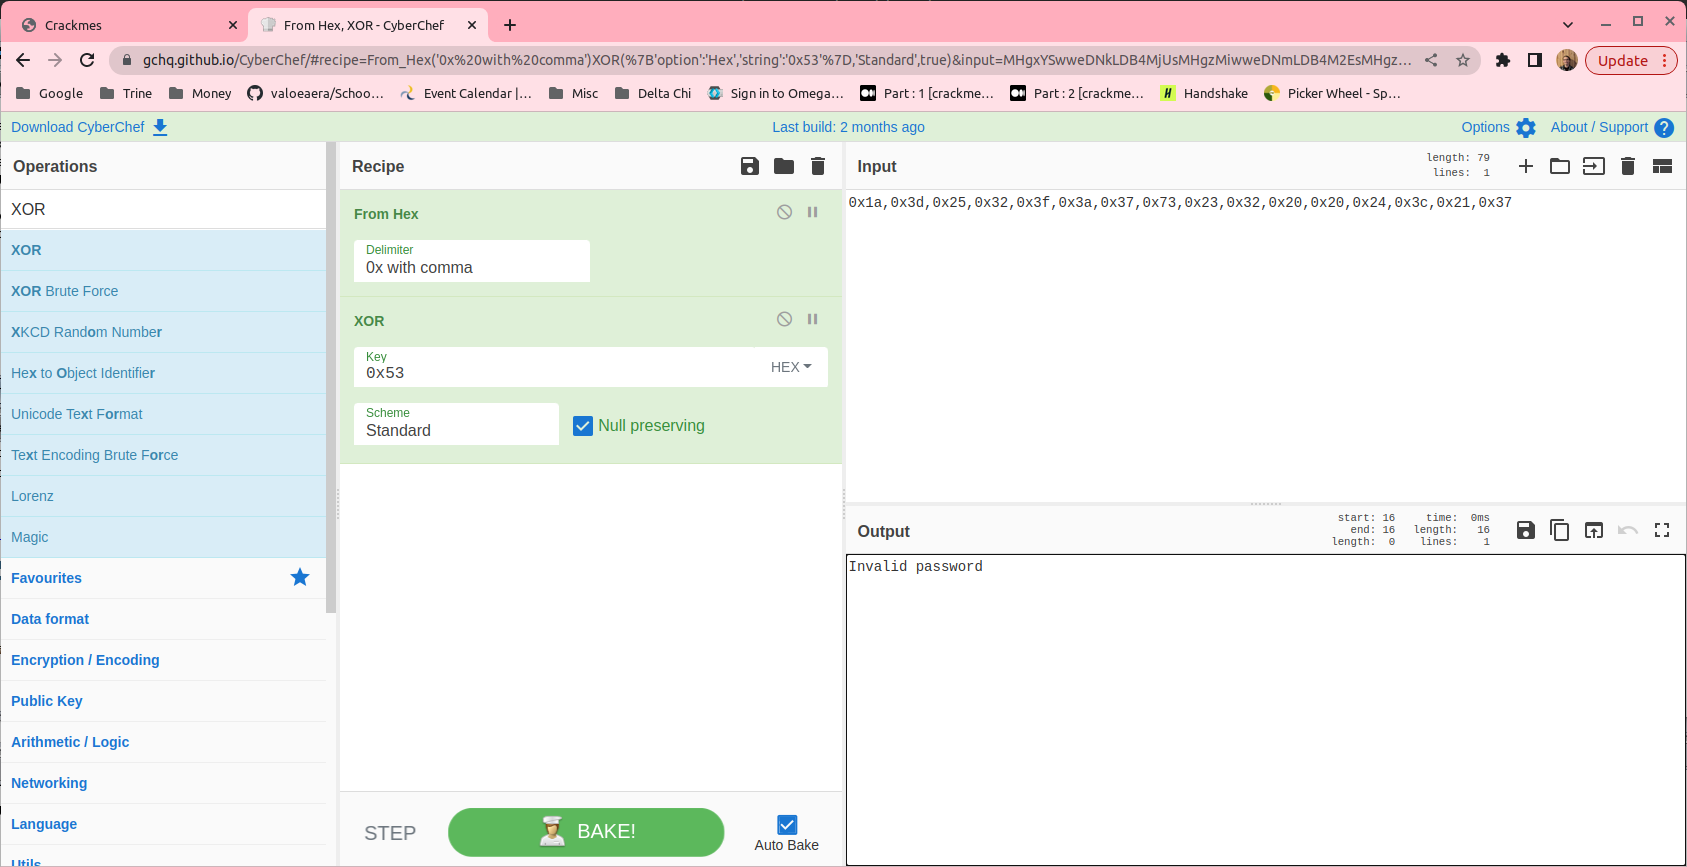 Crackmes
From Hex, XOR - CyberChef
gchq.github.io/CyberChef/#recipe=From_Hex('0x%20with%20comma')XOR(%7B'option':'Hex','string':'0x53'%7D,'Standard',true)&input=MHgxYSwweDNkLDB4MjUsMHgzMiwweDNmLDB4M2EsMHgz...
Update
Google
Trine
Money
valoeaera/Schoo...
Event Calendar |...
Misc
Delta Chi
Sign in to Omega...
Part : 1 [crackme...
Part : 2 [crackme...
Handshake
Picker Wheel - Sp...
Download CyberChef
Last build: 2 months ago
Options
About / Support
Operations
XOR
XOR
XOR Brute Force
XKCD Random Number
Hex to Object Identifier
Unicode Text Format
Text Encoding Brute Force
Lorenz
Magic
Favourites
Data format
Encryption / Encoding
Public Key
Arithmetic / Logic
Networking
Language
Utils
Recipe
From Hex
Delimiter
0x with comma
XOR
Key
0x53
HEX
Scheme
Standard
Null preserving
STEP
BAKE!
Auto Bake
Input
length: 79
lines: 1
0x1a,0x3d,0x25,0x32,0x3f,0x3a,0x37,0x73,0x23,0x32,0x20,0x20,0x24,0x3c,0x21,0x37
Output
start: 16 time: 0ms
end: 16 length: 16
length: 0 lines: 1
Invalid password